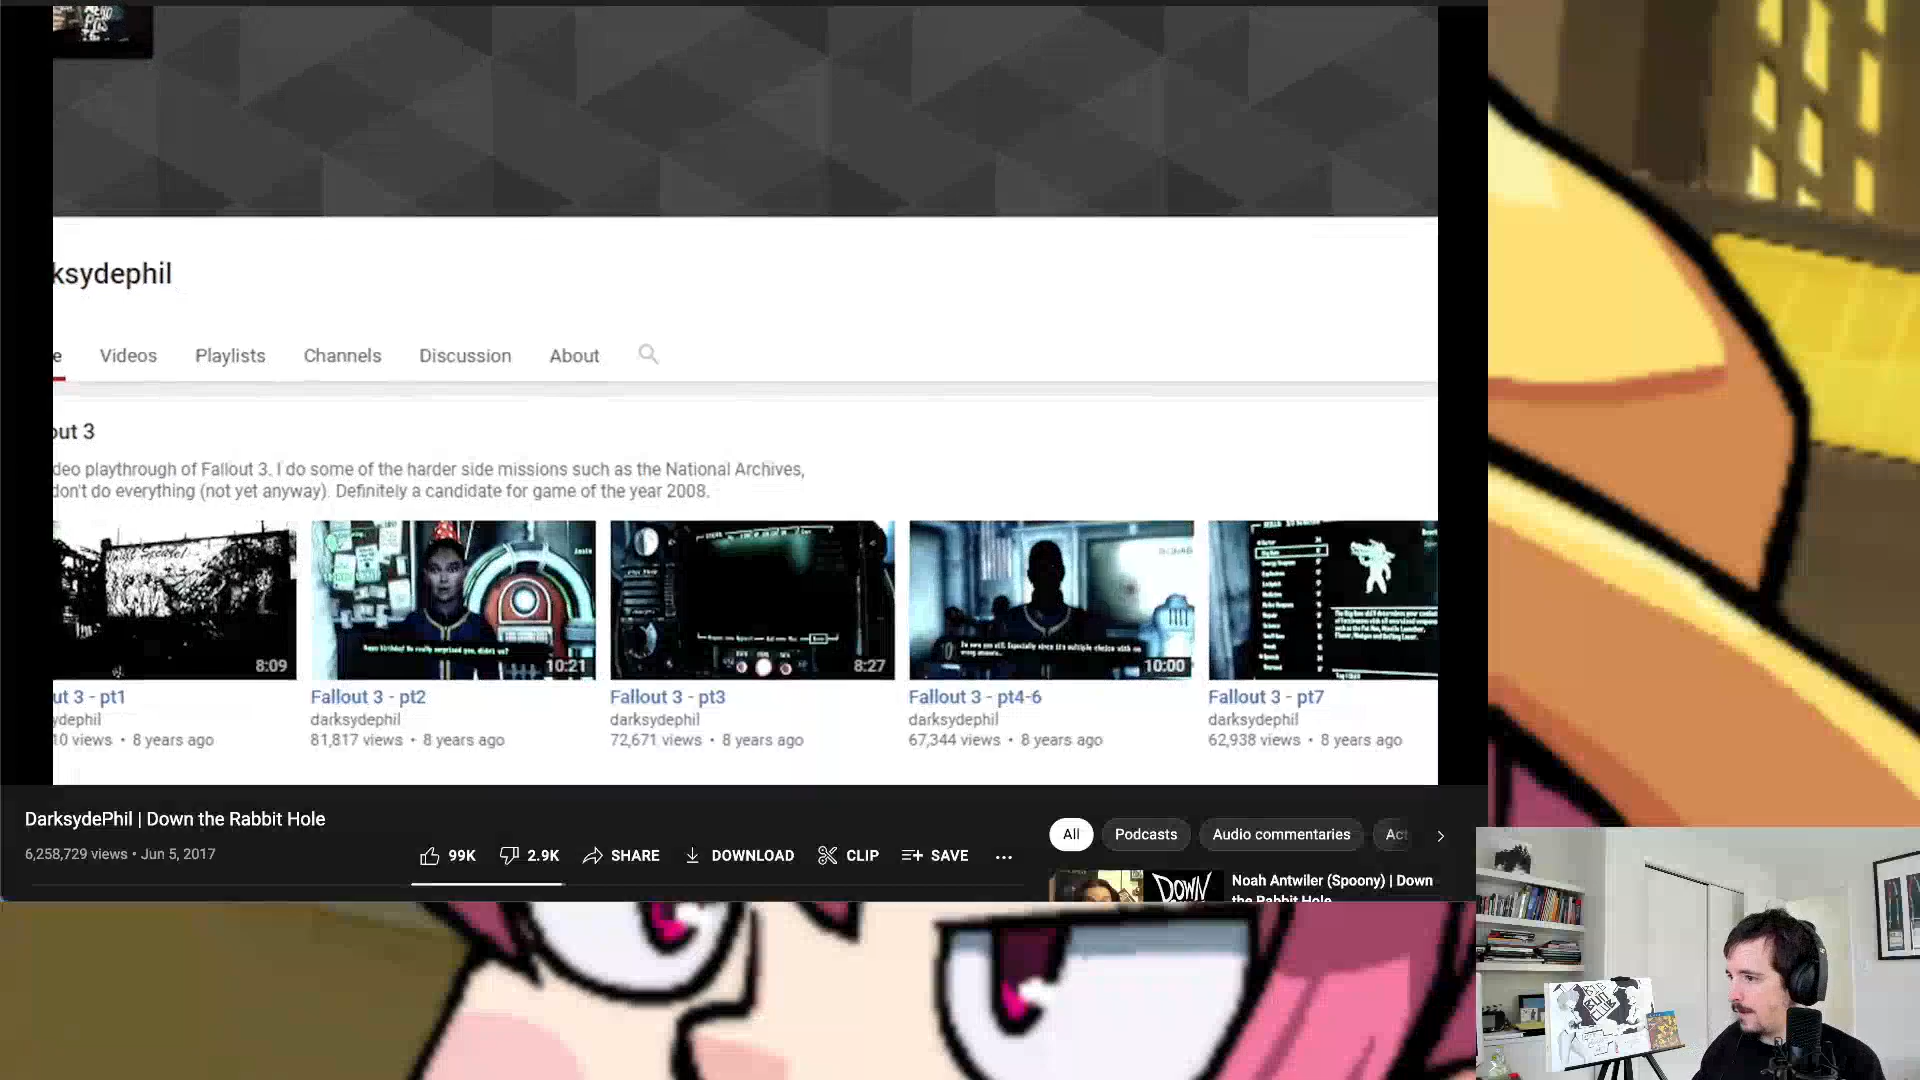 ksydephil
e Videos Playlists Channels Discussion About
out 3
deo playthrough of Fallout 3. I do some of the harder side missions such as the National Archives,
don't do everything (not yet anyway). Definitely a candidate for game of the year 2008.
8:09 10:21 8:27 10:00
ut 3 - pt1 Fallout 3 - pt2 Fallout 3 - pt3 Fallout 3 - pt4-6 Fallout 3 - pt7
ydephil darksydephil darksydephil darksydephil darksydephil
10 views • 8 years ago 81,817 views • 8 years ago 72,671 views • 8 years ago 67,344 views • 8 years ago 62,938 views • 8 years ago
DarksydePhil | Down the Rabbit Hole
6,258,729 views • Jun 5, 2017
99K 2.9K SHARE DOWNLOAD CLIP SAVE ...
All Podcasts Audio commentaries Act
DOWN
Noah Antwiler (Spoony) | Down
the Rabbit Hole